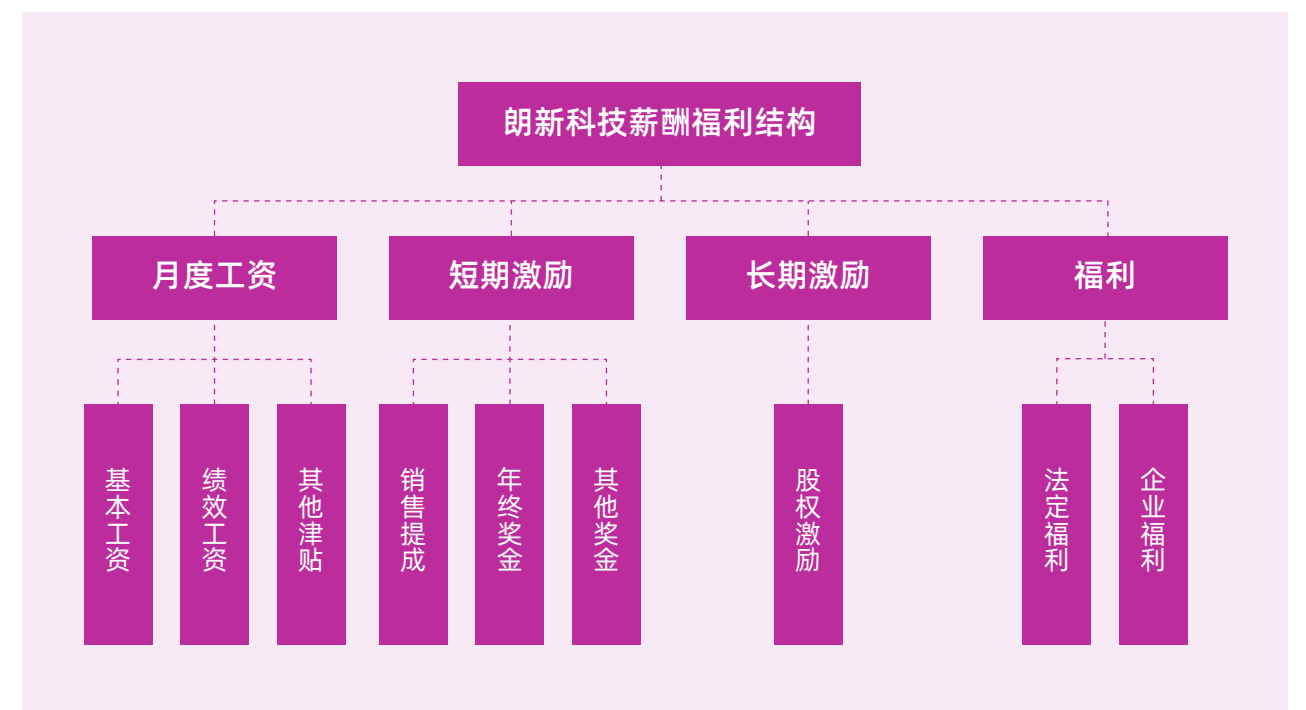 朗新科技薪酬福利结构
月度工资
短期激励
长期激励
福利
基本工资
绩效工资
其他津贴
销售提成
年终奖金
其他奖金
股权激励
法定福利
企业福利